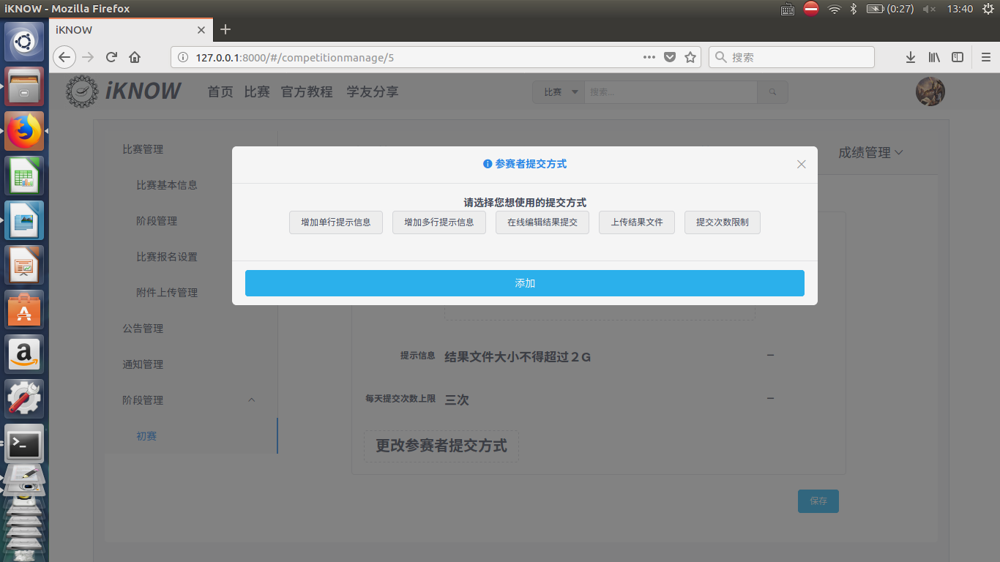 iKNOW - Mozilla Firefox
(0:27)
13:40
iKNOW
127.0.0.1:8000/#/competitionmanage/5
搜索
iKNOW
首页 比赛 官方教程 学友分享
比赛
搜索...
比赛管理
比赛基本信息
阶段管理
比赛报名设置
附件上传管理
公告管理
通知管理
阶段管理
初赛
成绩管理
参赛者提交方式
请选择您想使用的提交方式
增加单行提示信息
增加多行提示信息
在线编辑结果提交
上传结果文件
提交次数限制
添加
提示信息 结果文件大小不得超过２G
每天提交次数上限 三次
更改参赛者提交方式
保存